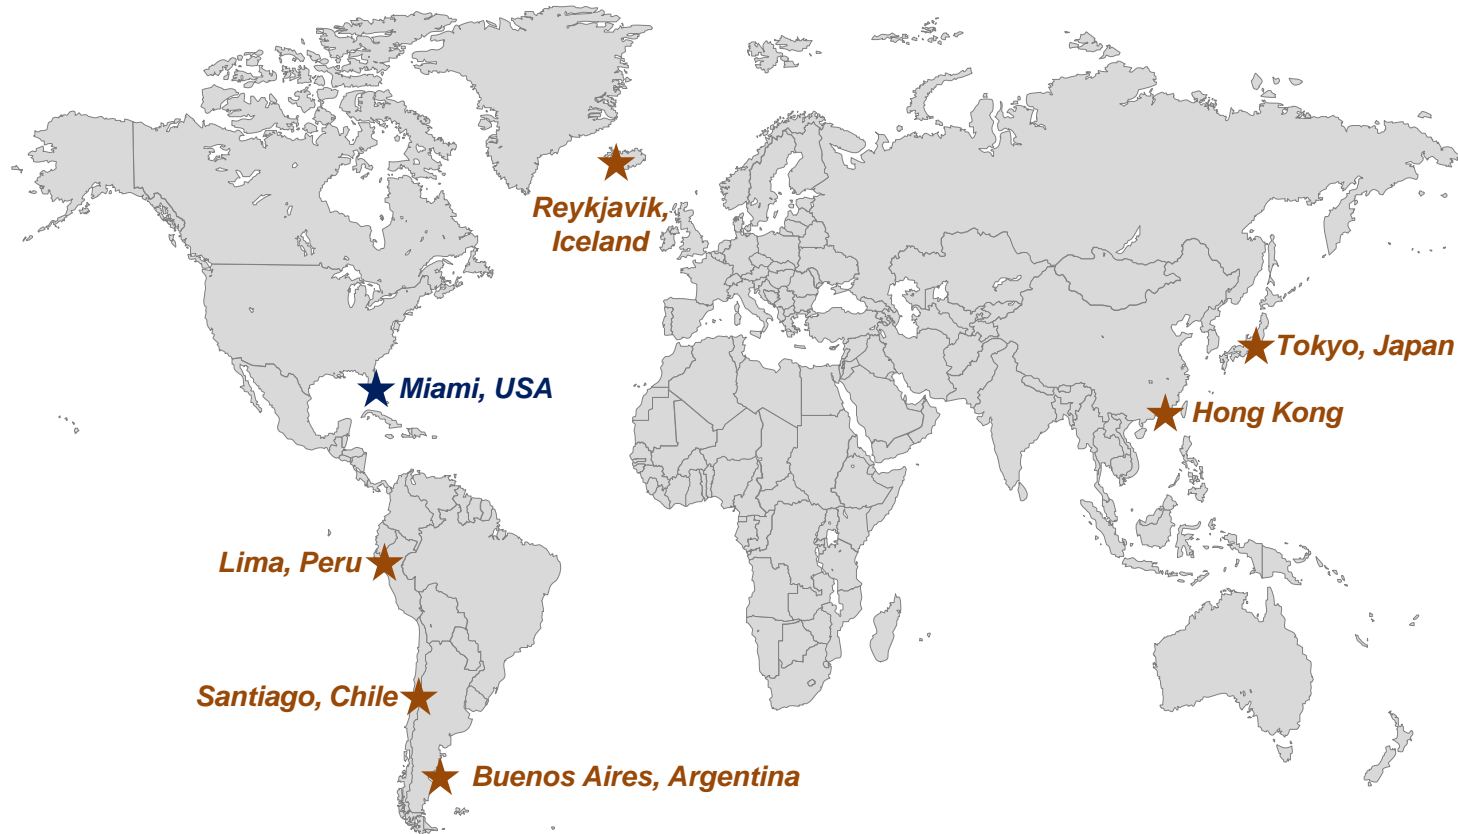 Reykjavik,
Iceland
Tokyo, Japan
Miami, USA
Hong Kong
Lima, Peru
Santiago, Chile
Buenos Aires, Argentina